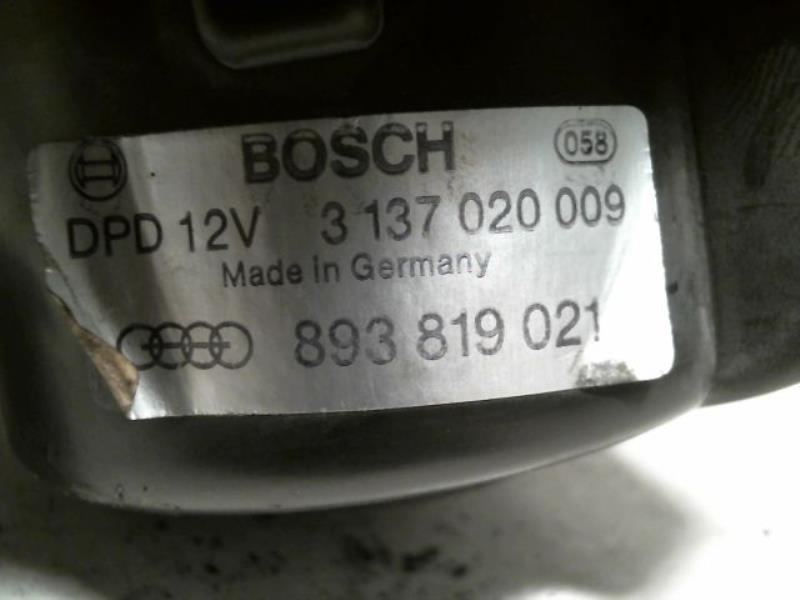 BOSCH 058
DPD 12V 3 137 020 009
Made in Germany
893 819 021